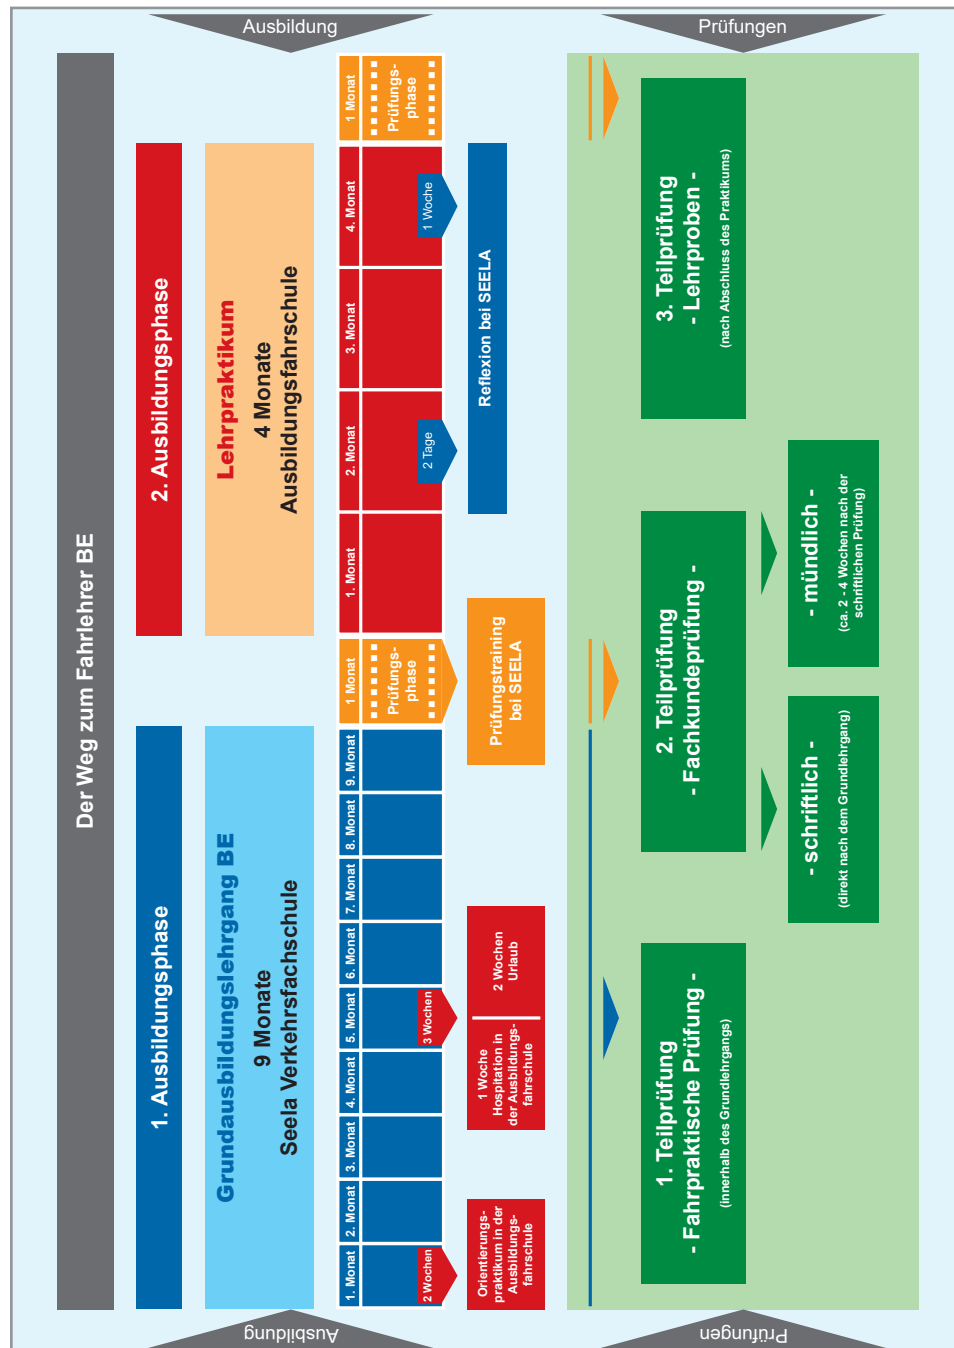 Der Weg zum Fahrlehrer BE
Ausbildung
Prüfungen
Ausbildung
Prüfungen
1. Ausbildungsphase
2. Ausbildungsphase
Grundausbildungslehrgang BE
9 Monate
Seela Verkehrsfachschule
Lehrpraktikum
4 Monate
Ausbildungsfahrschule
1. Monat
2. Monat
3. Monat
4. Monat
5. Monat
6. Monat
7. Monat
8. Monat
9. Monat
1 Monat
1. Monat
2. Monat
3. Monat
4. Monat
1 Monat
2 Wochen
3 Wochen
Prüfungs-
phase
2 Tage
1 Woche
Prüfungs-
phase
Orientierungs-
praktikum in der
Ausbildungs-
fahrschule
1 Woche
Hospitation in
der Ausbildungs-
fahrschule
2 Wochen
Urlaub
Prüfungstraining
bei SEELA
Reflexion bei SEELA
1. Teilprüfung
- Fahrpraktische Prüfung -
(innerhalb des Grundlehrgangs)
2. Teilprüfung
- Fachkundeprüfung -
3. Teilprüfung
- Lehrproben -
(nach Abschluss des Praktikums)
- schriftlich -
(direkt nach dem Grundlehrgang)
- mündlich -
(ca. 2 - 4 Wochen nach der
schriftlichen Prüfung)